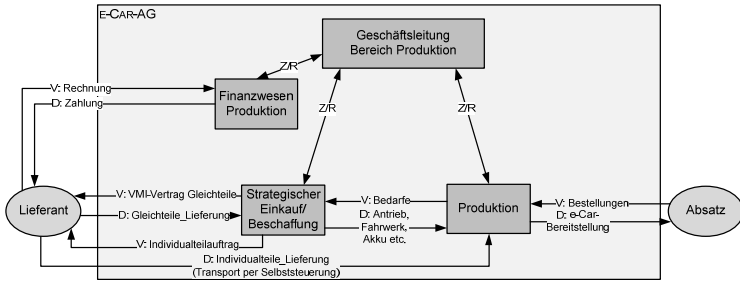 E-CAR-AG
Geschäftsleitung
Bereich Produktion
Z/R
Finanzwesen
Produktion
V: Rechnung
D: Zahlung
Z/R
Z/R
V: VMI-Vertrag Gleichteile
Strategischer
Einkauf/
Beschaffung
V: Bedarfe
D: Antrieb,
Fahrwerk,
Akku etc.
Produktion
V: Bestellungen
D: e-Car-
Bereitstellung
Lieferant
Absatz
D: Gleichteile_Lieferung
V: Individualteilauftrag
D: Individualteile_Lieferung
(Transport per Selbststeuerung)